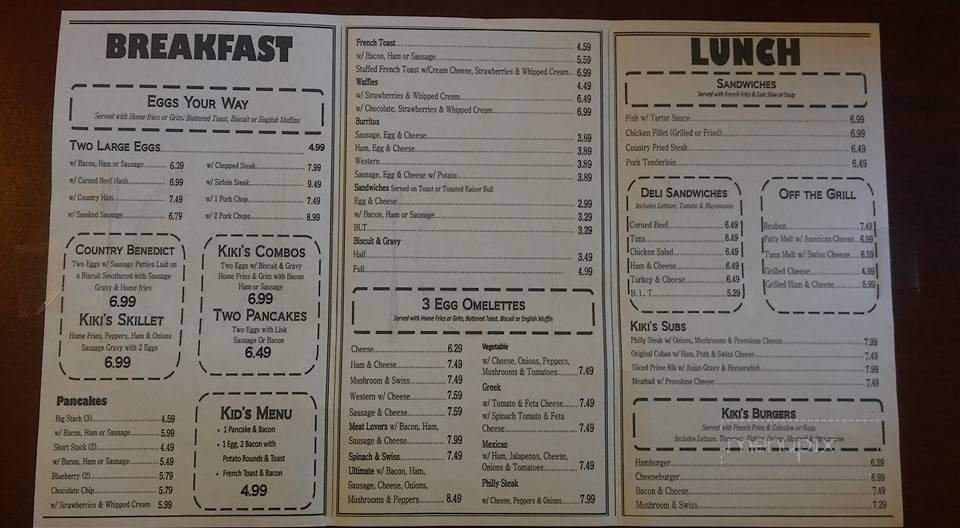 BREAKFAST
EGGS YOUR WAY
Served with Home fries or Grits; Buttered Toast, Biscuit or English Muffins
TWO LARGE EGGS 4.99
w/ Bacon, Ham or Sausage 6.29
w/ Corned Beef Hash 6.99
w/ Country Ham 7.49
w/ Smoked Sausage 6.79
w/ Chopped Steak 7.99
w/ Sirloin Steak 9.49
w/ 1 Pork Chop 7.49
w/ 2 Pork Chops 8.99
COUNTRY BENEDICT
Two Eggs w/ Sausage Patties Laid on
a Biscuit Smothered with Sausage
Gravy & Home fries
6.99
KIKI'S SKILLET
Home Fries, Peppers, Ham & Onions
Sausage Gravy with 2 Eggs
6.99
KIKI'S COMBOS
Two Eggs w/ Biscuit & Gravy
Home Fries & Grits with Bacon
Ham or Sausage
6.99
TWO PANCAKES
Two Eggs with Link
Sausage Or Bacon
6.49
Pancakes
Big Stack (3) 4.59
w/ Bacon, Ham or Sausage 5.99
Short Stack (2) 4.49
w/ Bacon, Ham or Sausage 5.49
Blueberry (2) 5.79
Chocolate Chip 5.79
w/ Strawberries & Whipped Cream 5.99
KID'S MENU
• 1 Pancake & Bacon
• 1 Egg, 2 Bacon with
Potato Rounds & Toast
• French Toast & Bacon
4.99
French Toast 4.59
w/ Bacon, Ham or Sausage 5.59
Stuffed French Toast w/Cream Cheese, Strawberries & Whipped Cream 6.99
Waffles 4.49
w/ Strawberries & Whipped Cream 6.49
w/ Chocolate, Strawberries & Whipped Cream 6.99
Burritos
Sausage, Egg & Cheese 3.89
Ham, Egg & Cheese 3.89
Western 3.89
Sausage, Egg & Cheese w/ Potato 3.89
Sandwiches Served on Toast or Toasted Kaiser Roll
Egg & Cheese 2.99
w/ Bacon, Ham or Sausage 3.29
BLT 3.29
Biscuit & Gravy
Half 3.49
Full 4.99
3 EGG OMELETTES
Served with Home Fries or Grits; Buttered Toast, Biscuit or English Muffin
Cheese 6.29
Ham & Cheese 7.49
Mushroom & Swiss 7.49
Western w/ Cheese 7.59
Sausage & Cheese 7.59
Meat Lovers w/ Bacon, Ham,
Sausage & Cheese 7.99
Spinach & Swiss 7.49
Ultimate w/ Bacon, Ham,
Sausage, Cheese, Onions,
Mushrooms & Peppers 8.49
Vegetable
w/ Cheese, Onions, Peppers,
Mushrooms & Tomatoes 7.49
Greek
w/ Tomato & Feta Cheese 7.49
w/ Spinach Tomato & Feta
Cheese 7.49
Mexican
w/ Ham, Jalapenos, Cheese,
Onions & Tomatoes 7.49
Philly Steak
w/ Cheese, Peppers & Onions 7.99
LUNCH
SANDWICHES
Served with French Fries & Cole Slaw or Soup
Fish w/ Tartar Sauce 6.99
Chicken Fillet (Grilled or Fried) 6.99
Country Fried Steak 6.49
Pork Tenderloin 6.49
DELI SANDWICHES
Includes Lettuce, Tomato & Mayonnaise
Corned Beef 6.49
Tuna 6.49
Chicken Salad 6.49
Ham & Cheese 6.49
Turkey & Cheese 6.49
B. L. T. 5.29
OFF THE GRILL
Reuben 7.49
Patty Melt w/ American Cheese 6.99
Tuna Melt w/ Swiss Cheese 6.59
Grilled Cheese 4.99
Grilled Ham & Cheese 5.99
KIKI'S SUBS
Philly Steak w/ Onions, Mushrooms & Provolone Cheese 7.99
Original Cuban w/ Ham, Pork & Swiss Cheese 7.49
Sliced Prime Rib w/ Aujus Gravy & Horseradish 7.99
Meatball w/ Provolone Cheese 7.49
KIKI'S BURGERS
Served with French Fries & Coleslaw or Soup,
Includes Lettuce, Tomato, Pickles, Onion, Mustard & Mayonnaise
menupix
Hamburger 6.29
Cheeseburger 6.99
Bacon & Cheese 7.49
Mushroom & Swiss 7.29